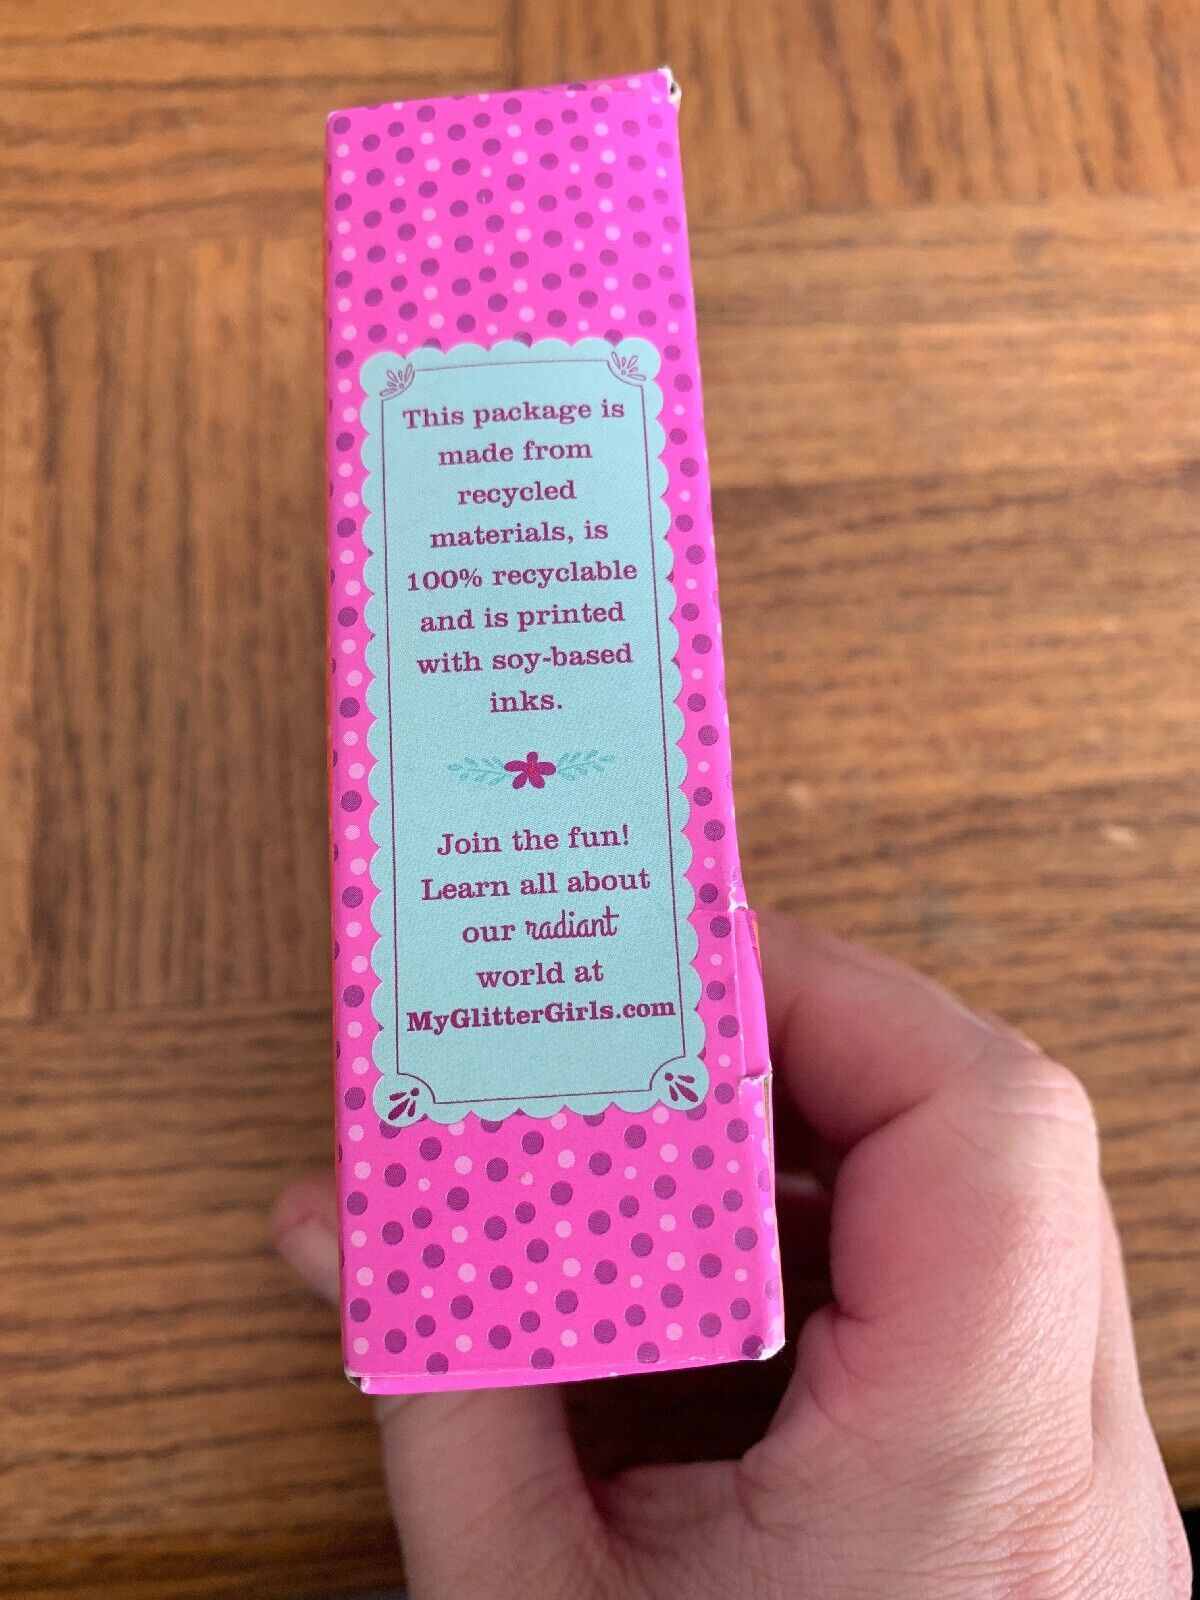 This package is
made from
recycled
materials, is
100% recyclable
and is printed
with soy-based
inks.
Join the fun!
Learn all about
our radiant
world at
MyGlitterGirls.com